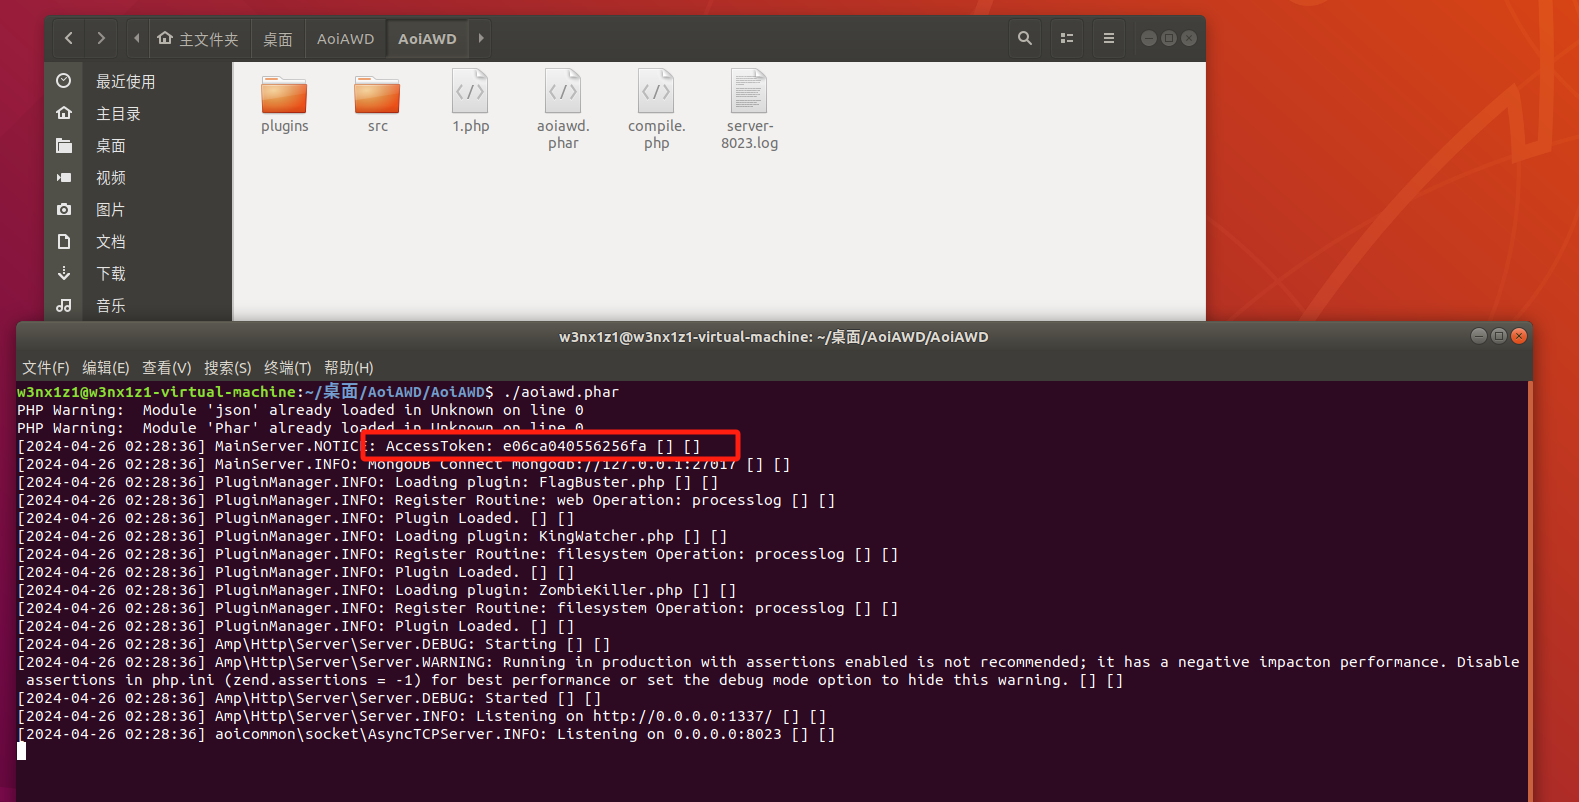 主文件夹 桌面 AoiAWD AoiAWD
最近使用
主目录
桌面
视频
图片
文档
下载
音乐
plugins
src
1.php
aoiawd.
phar
compile.
php
server-
8023.log
w3nx1z1@w3nx1z1-virtual-machine: ~/桌面/AoiAWD/AoiAWD
文件(F) 编辑(E) 查看(V) 搜索(S) 终端(T) 帮助(H)
w3nx1z1@w3nx1z1-virtual-machine:~/桌面/AoiAWD/AoiAWD$ ./aoiawd.phar
PHP Warning:  Module 'json' already loaded in Unknown on line 0
PHP Warning:  Module 'Phar' already loaded in Unknown on line 0
[2024-04-26 02:28:36] MainServer.NOTICE: AccessToken: e06ca040556256fa [] []
[2024-04-26 02:28:36] MainServer.INFO: MongoDB Connect mongodb://127.0.0.1:27017 [] []
[2024-04-26 02:28:36] PluginManager.INFO: Loading plugin: FlagBuster.php [] []
[2024-04-26 02:28:36] PluginManager.INFO: Register Routine: web Operation: processlog [] []
[2024-04-26 02:28:36] PluginManager.INFO: Plugin Loaded. [] []
[2024-04-26 02:28:36] PluginManager.INFO: Loading plugin: KingWatcher.php [] []
[2024-04-26 02:28:36] PluginManager.INFO: Register Routine: filesystem Operation: processlog [] []
[2024-04-26 02:28:36] PluginManager.INFO: Plugin Loaded. [] []
[2024-04-26 02:28:36] PluginManager.INFO: Loading plugin: ZombieKiller.php [] []
[2024-04-26 02:28:36] PluginManager.INFO: Register Routine: filesystem Operation: processlog [] []
[2024-04-26 02:28:36] PluginManager.INFO: Plugin Loaded. [] []
[2024-04-26 02:28:36] Amp\Http\Server\Server.DEBUG: Starting [] []
[2024-04-26 02:28:36] Amp\Http\Server\Server.WARNING: Running in production with assertions enabled is not recommended; it has a negative impacton performance. Disable
assertions in php.ini (zend.assertions = -1) for best performance or set the debug mode option to hide this warning. [] []
[2024-04-26 02:28:36] Amp\Http\Server\Server.DEBUG: Started [] []
[2024-04-26 02:28:36] Amp\Http\Server\Server.INFO: Listening on http://0.0.0.0:1337/ [] []
[2024-04-26 02:28:36] aoicommon\socket\AsyncTCPServer.INFO: Listening on 0.0.0.0:8023 [] []